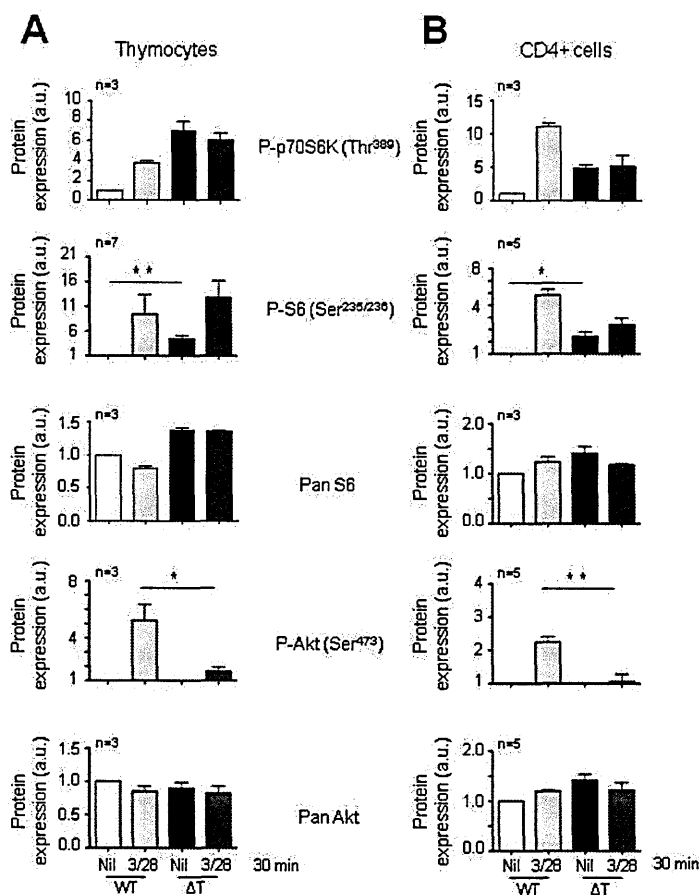 A
B
Thymocytes
CD4+ cells
Protein expression (a.u.)
n=3
10
8
6
4
2
0
P-p70S6K (Thr389)
Protein expression (a.u.)
n=3
15
10
5
0
Protein expression (a.u.)
n=7
21
16
11
6
1
**
P-S6 (Ser235/236)
Protein expression (a.u.)
n=5
8
4
1
*
Protein expression (a.u.)
n=3
1.5
1.0
0.5
0.0
Pan S6
Protein expression (a.u.)
n=3
2.0
1.0
0.0
Protein expression (a.u.)
n=3
8
4
1
*
P-Akt (Ser473)
Protein expression (a.u.)
n=5
4
3
2
1
**
Protein expression (a.u.)
n=3
1.5
1.0
0.5
0.0
Pan Akt
Protein expression (a.u.)
n=5
2.0
1.0
0.0
Nil 3/28 Nil 3/28 30 min
WT ΔT
Nil 3/28 Nil 3/28 30 min
WT ΔT